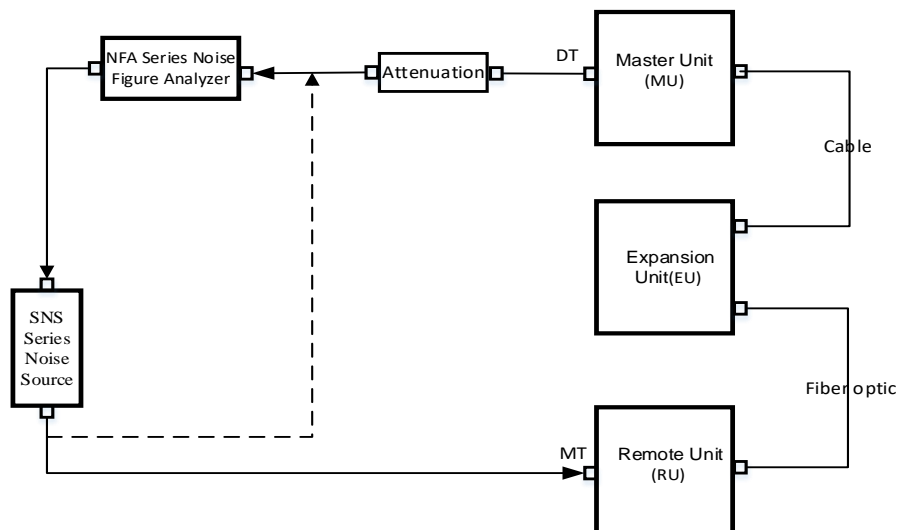 NFA Series Noise
Figure Analyzer
Attenuation
DT
Master Unit
(MU)
Cable
Expansion
Unit(EU)
SNS
Series
Noise
Source
Fiber optic
MT
Remote Unit
(RU)